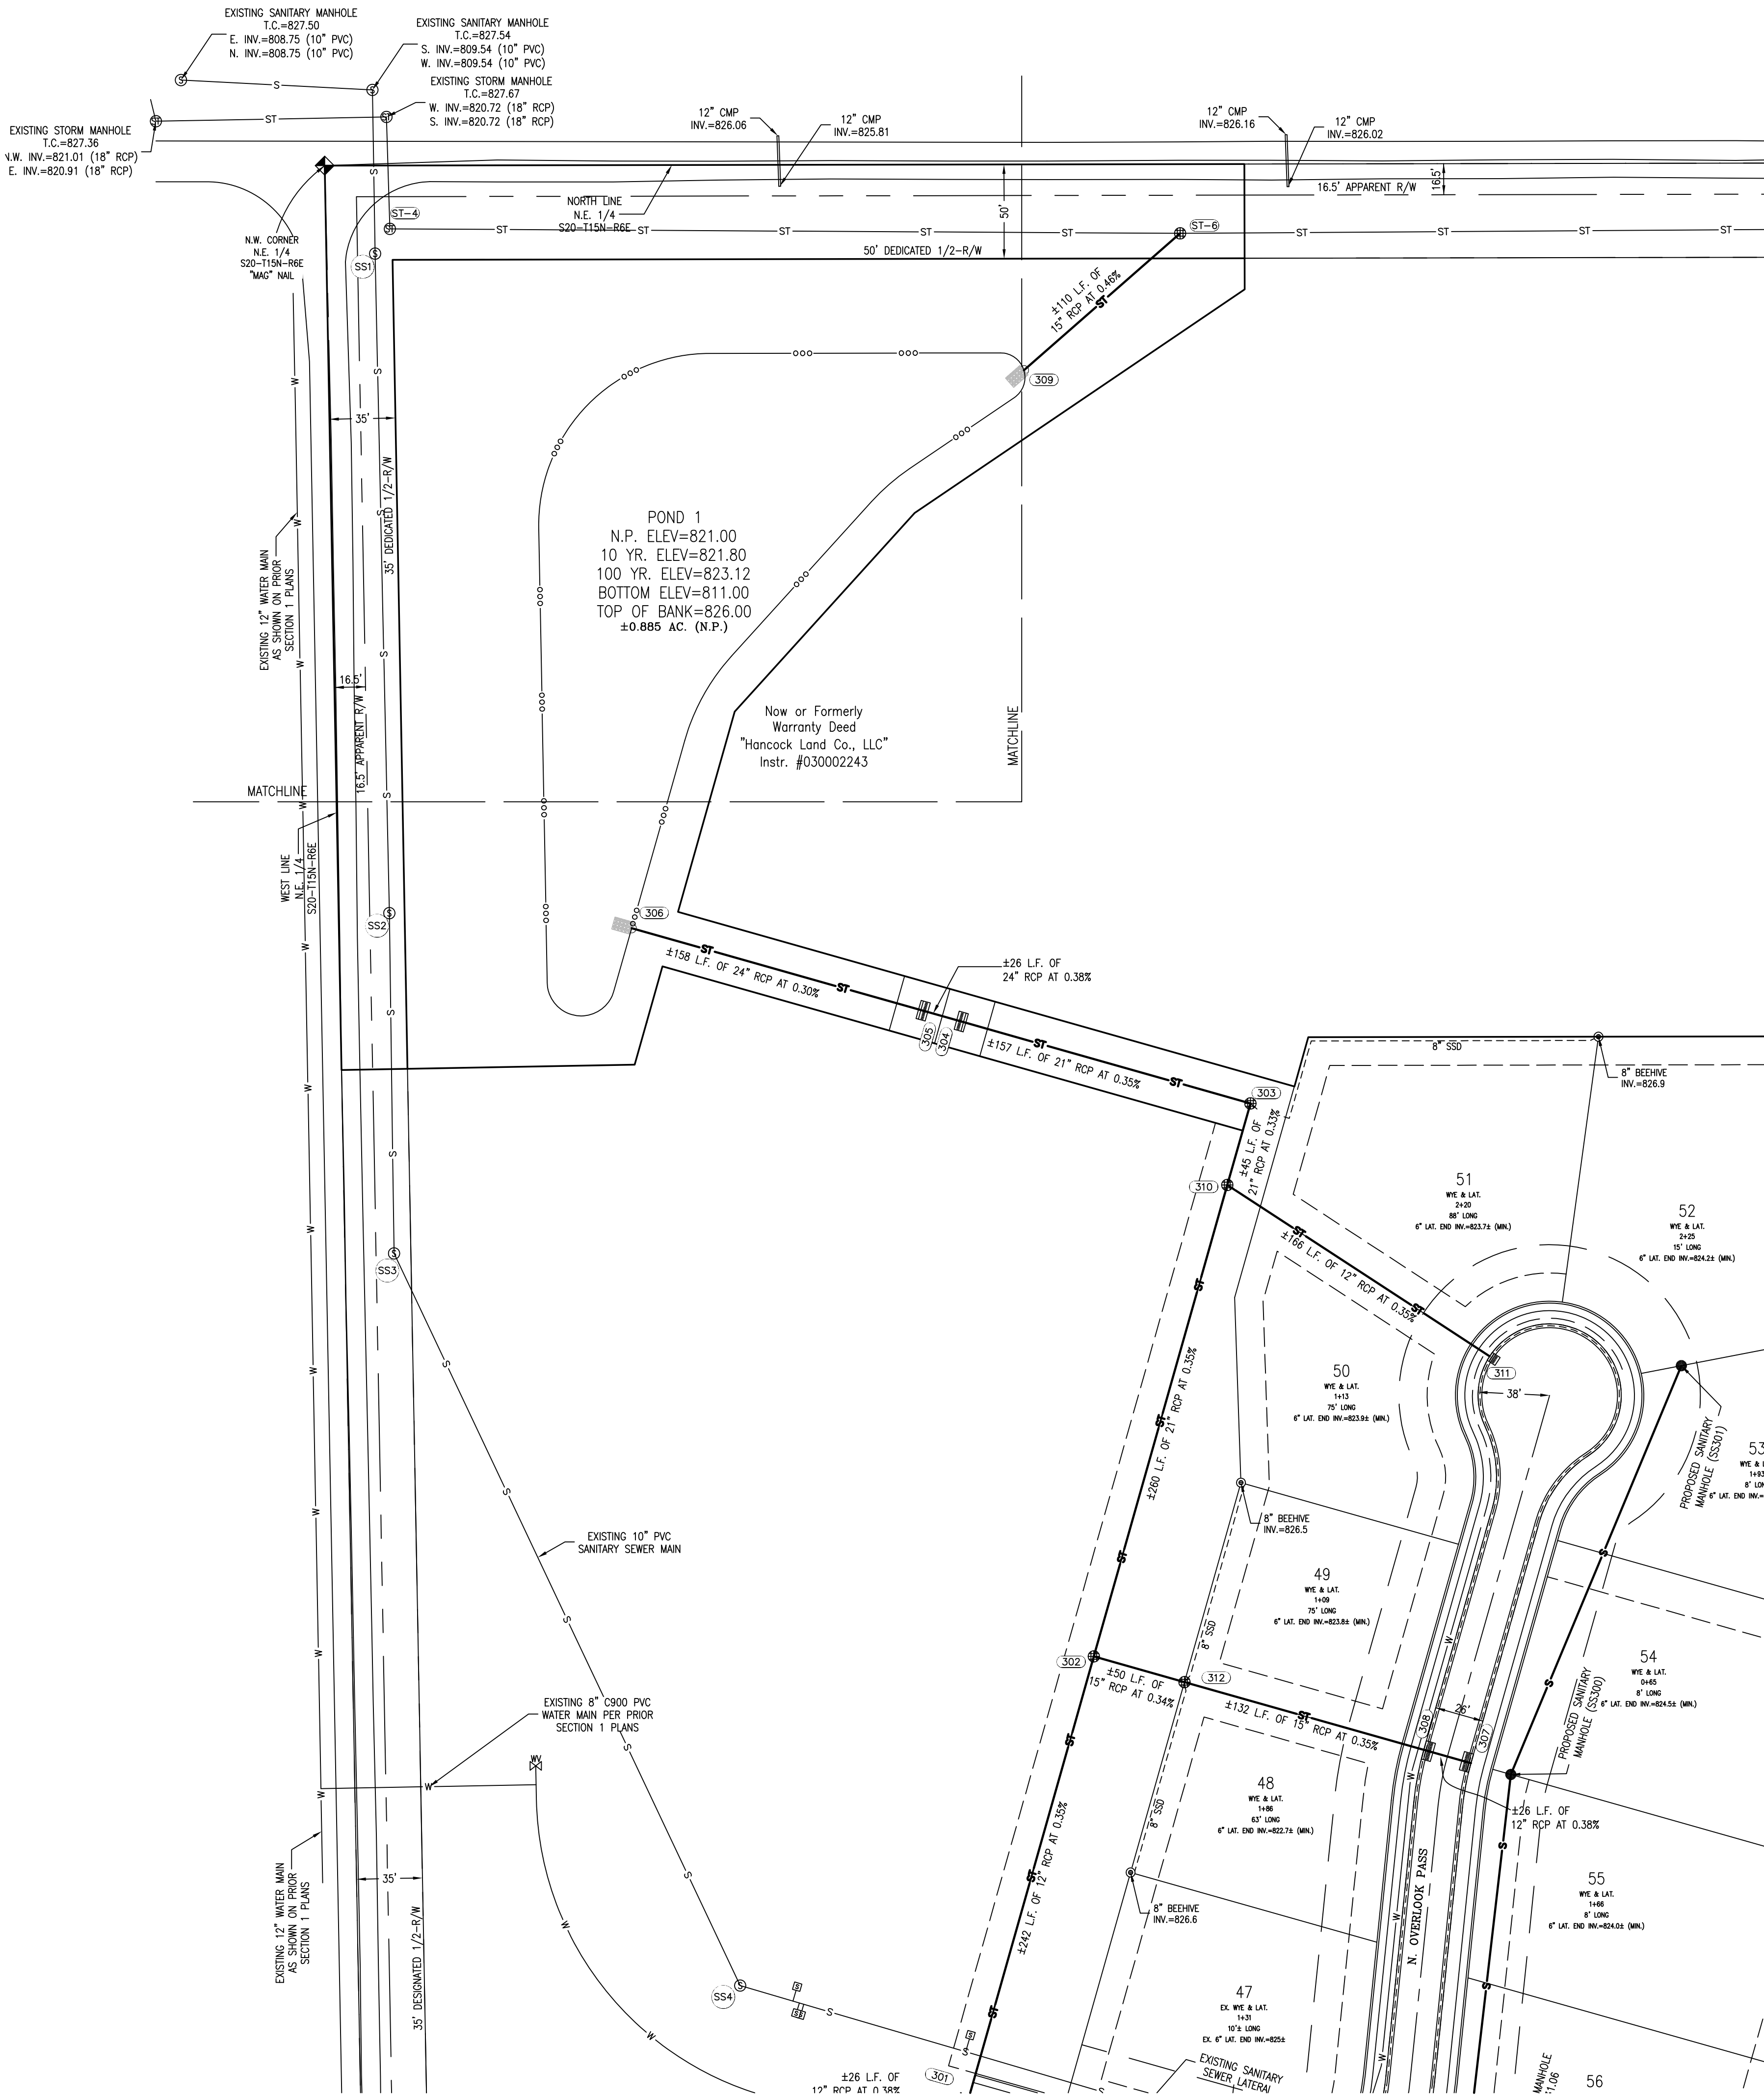 EXISTING SANITARY MANHOLE
T.C.=827.50
E. INV.=808.75 (10" PVC)
N. INV.=808.75 (10" PVC)
EXISTING SANITARY MANHOLE
T.C.=827.54
S. INV.=809.54 (10" PVC)
W. INV.=809.54 (10" PVC)
EXISTING STORM MANHOLE
T.C.=827.67
W. INV.=820.72 (18" RCP)
S. INV.=820.72 (18" RCP)
EXISTING STORM MANHOLE
T.C.=827.36
N.W. INV.=821.01 (18" RCP)
E. INV.=820.91 (18" RCP)
12" CMP
INV.=826.06
12" CMP
INV.=825.81
12" CMP
INV.=826.16
12" CMP
INV.=826.02
16.5' APPARENT R/W
16.5'
NORTH LINE
N.E. 1/4
S20-T15N-R6E
50'
50' DEDICATED 1/2-R/W
ST-4
ST-6
SS1
N.W. CORNER
N.E. 1/4
S20-T15N-R6E
"MAG" NAIL
±110 L.F. OF
15" RCP AT 0.46%
309
35'
35' DEDICATED 1/2-R/W
EXISTING 12" WATER MAIN
AS SHOWN ON PRIOR
SECTION 1 PLANS
POND 1
N.P. ELEV=821.00
10 YR. ELEV=821.80
100 YR. ELEV=823.12
BOTTOM ELEV=811.00
TOP OF BANK=826.00
±0.885 AC. (N.P.)
16.5'
16.5' APPARENT R/W
Now or Formerly
Warranty Deed
"Hancock Land Co., LLC"
Instr. #030002243
MATCHLINE
MATCHLINE
WEST LINE
N.E. 1/4
S20-T15N-R6E
SS2
306
±158 L.F. OF 24" RCP AT 0.30%
±26 L.F. OF
24" RCP AT 0.38%
305
304
±157 L.F. OF 21" RCP AT 0.35%
303
8" SSD
8" BEEHIVE
INV.=826.9
±45 L.F. OF
21" RCP AT 0.33%
310
±166 L.F. OF 12" RCP AT 0.35%
51
WYE & LAT.
2+20
88' LONG
6" LAT. END INV.=823.7± (MIN.)
52
WYE & LAT.
2+25
15' LONG
6" LAT. END INV.=824.2± (MIN.)
SS3
311
38'
50
WYE & LAT.
1+13
75' LONG
6" LAT. END INV.=823.9± (MIN.)
±260 L.F. OF 21" RCP AT 0.35%
PROPOSED SANITARY
MANHOLE (SS301)
53
WYE &
1+93
8' LON
6" LAT. END INV.=
8" BEEHIVE
INV.=826.5
EXISTING 10" PVC
SANITARY SEWER MAIN
49
WYE & LAT.
1+09
75' LONG
6" LAT. END INV.=823.8± (MIN.)
8" SSD
302
±50 L.F. OF
15" RCP AT 0.34%
312
±132 L.F. OF 15" RCP AT 0.35%
308
26'
307
PROPOSED SANITARY
MANHOLE (SS300)
54
WYE & LAT.
0+65
8' LONG
6" LAT. END INV.=824.5± (MIN.)
EXISTING 8" C900 PVC
WATER MAIN PER PRIOR
SECTION 1 PLANS
WV
48
WYE & LAT.
1+86
63' LONG
6" LAT. END INV.=822.7± (MIN.)
8" SSD
±26 L.F. OF
12" RCP AT 0.38%
±242 L.F. OF 12" RCP AT 0.35%
N. OVERLOOK PASS
55
WYE & LAT.
1+66
8' LONG
6" LAT. END INV.=824.0± (MIN.)
8" BEEHIVE
INV.=826.6
35'
35' DESIGNATED 1/2-R/W
EXISTING 12" WATER MAIN
AS SHOWN ON PRIOR
SECTION 1 PLANS
SS4
47
EX. WYE & LAT.
1+31
10'± LONG
EX. 6" LAT. END INV.=825±
EXISTING SANITARY
SEWER LATERAL
301
±26 L.F. OF
12" RCP AT 0.38%
MANHOLE
1.06
56